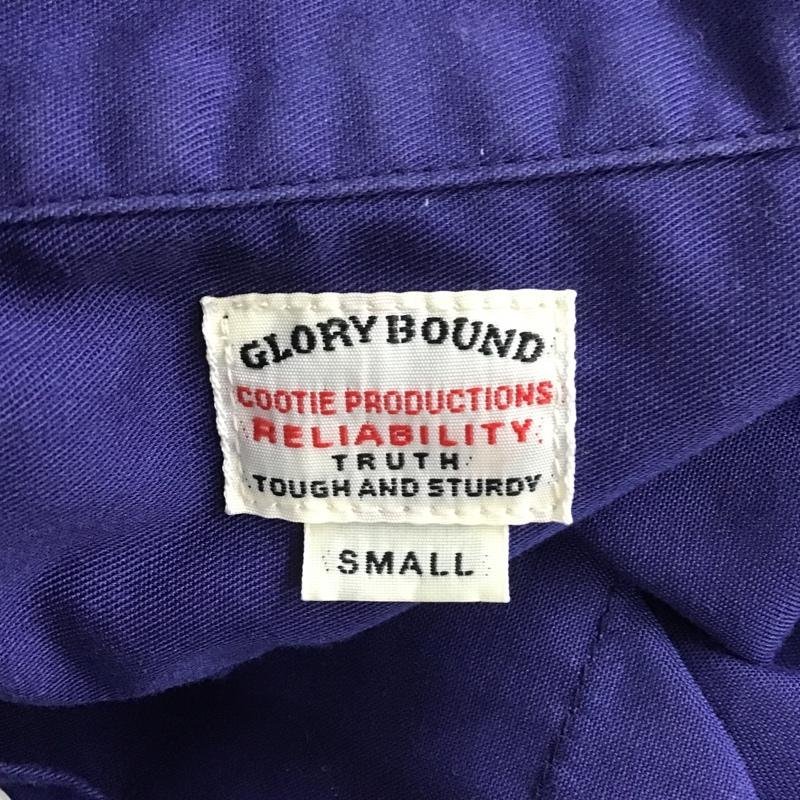 GLORY BOUND
COOTIE PRODUCTIONS
RELIABILITY
TRUTH
TOUGH AND STURDY
SMALL